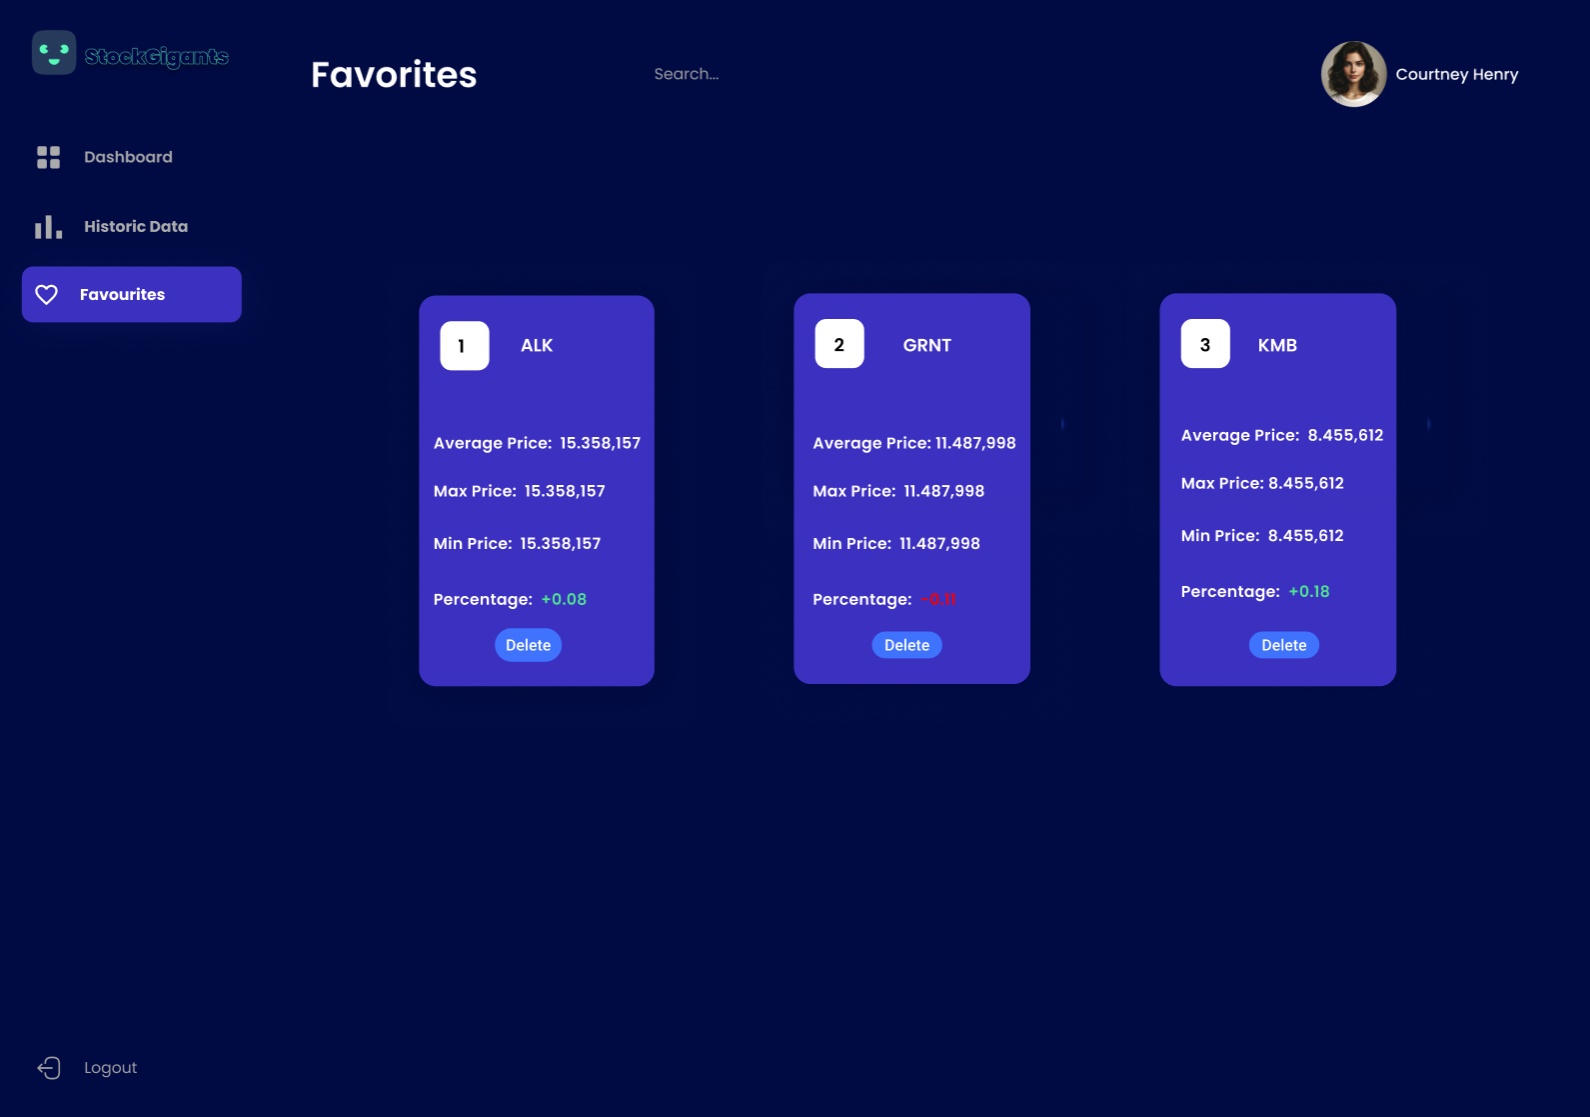 StockGigants
Favorites
Search...
Courtney Henry
Dashboard
Historic Data
Favourites
1 ALK
Average Price: 15.358,157
Max Price: 15.358,157
Min Price: 15.358,157
Percentage: +0.08
Delete
2 GRNT
Average Price: 11.487,998
Max Price: 11.487,998
Min Price: 11.487,998
Percentage: -0.11
Delete
3 KMB
Average Price: 8.455,612
Max Price: 8.455,612
Min Price: 8.455,612
Percentage: +0.18
Delete
Logout